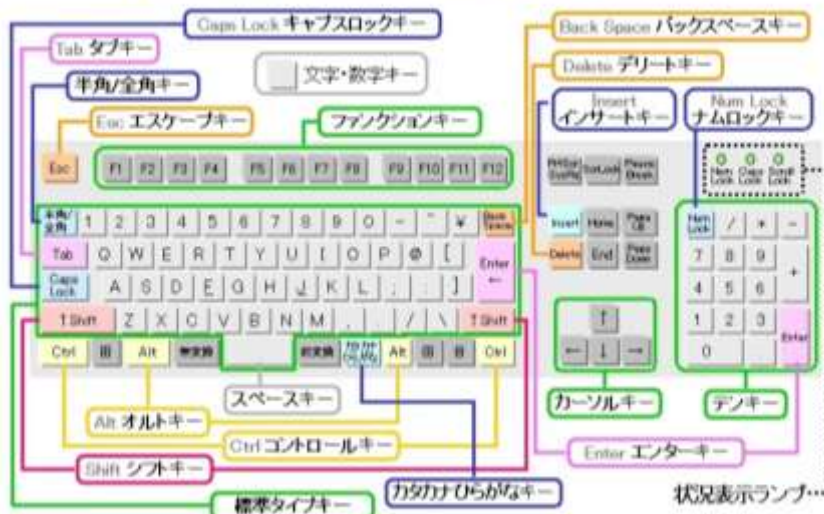 Caps Lock キャプスロックキー
Back Space バックスペースキー
Tab タブキー
Delete デリートキー
半角/全角キー
文字・数字キー
Insert
インサートキー
Num Lock
ナムロックキー
Esc エスケープキー
ファンクションキー
Esc F1 F2 F3 F4 F5 F6 F7 F8 F9 F10 F11 F12
Pause
Break
Num
Lock
Caps
Lock
Scroll
Lock
半角/
全角 1 2 3 4 5 6 7 8 9 0 - ¥ Back
Space
Insert Home Page
Num
Lock / * -
Tab Q W E R T Y U I O P @ [ Enter
Delete End Page
Down
7 8 9 +
Caps
Lock A S D E G H J K L ; : ]
4 5 6
↑Shift Z X C V B N M , . / \ ↑Shift
↑
1 2 3 Enter
Ctrl Alt 無変換 Alt Ctrl
← ↓ →
0
スペースキー
カーソルキー
テンキー
Alt オルトキー
Ctrl コントロールキー
Enter エンターキー
Shift シフトキー
カタカナひらがなキー
状況表示ランプ…
標準タイプキー